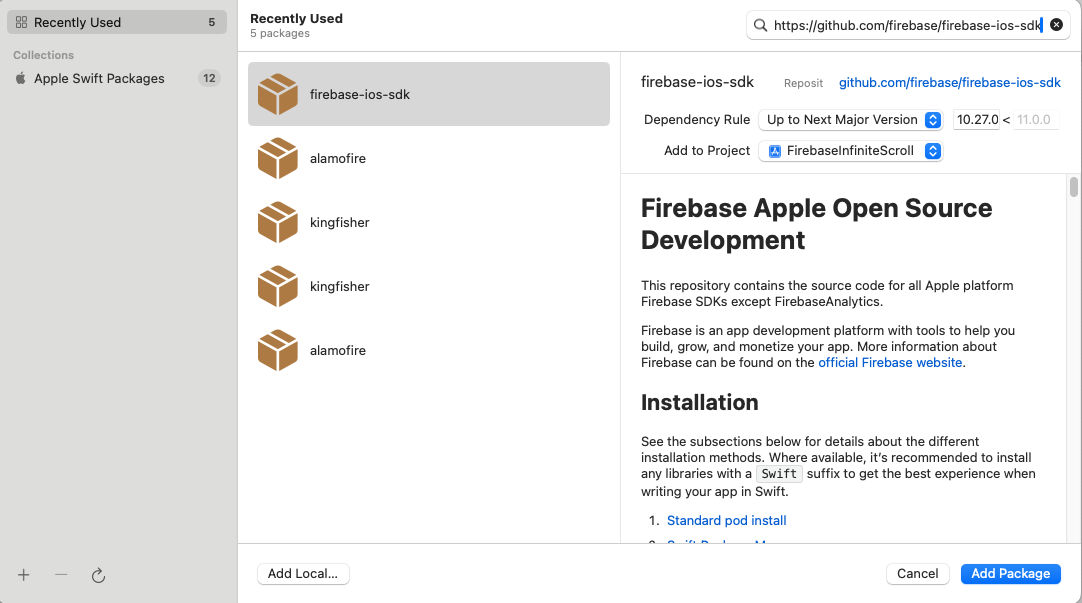 Recently Used 5
Collections
Apple Swift Packages 12
Recently Used
5 packages
https://github.com/firebase/firebase-ios-sdk
firebase-ios-sdk
alamofire
kingfisher
kingfisher
alamofire
firebase-ios-sdk Reposit github.com/firebase/firebase-ios-sdk
Dependency Rule Up to Next Major Version 10.27.0 < 11.0.0
Add to Project FirebaseInfiniteScroll
Firebase Apple Open Source
Development
This repository contains the source code for all Apple platform
Firebase SDKs except FirebaseAnalytics.
Firebase is an app development platform with tools to help you
build, grow, and monetize your app. More information about
Firebase can be found on the official Firebase website.
Installation
See the subsections below for details about the different
installation methods. Where available, it's recommended to install
any libraries with a Swift suffix to get the best experience when
writing your app in Swift.
1. Standard pod install
Add Local... Cancel Add Package